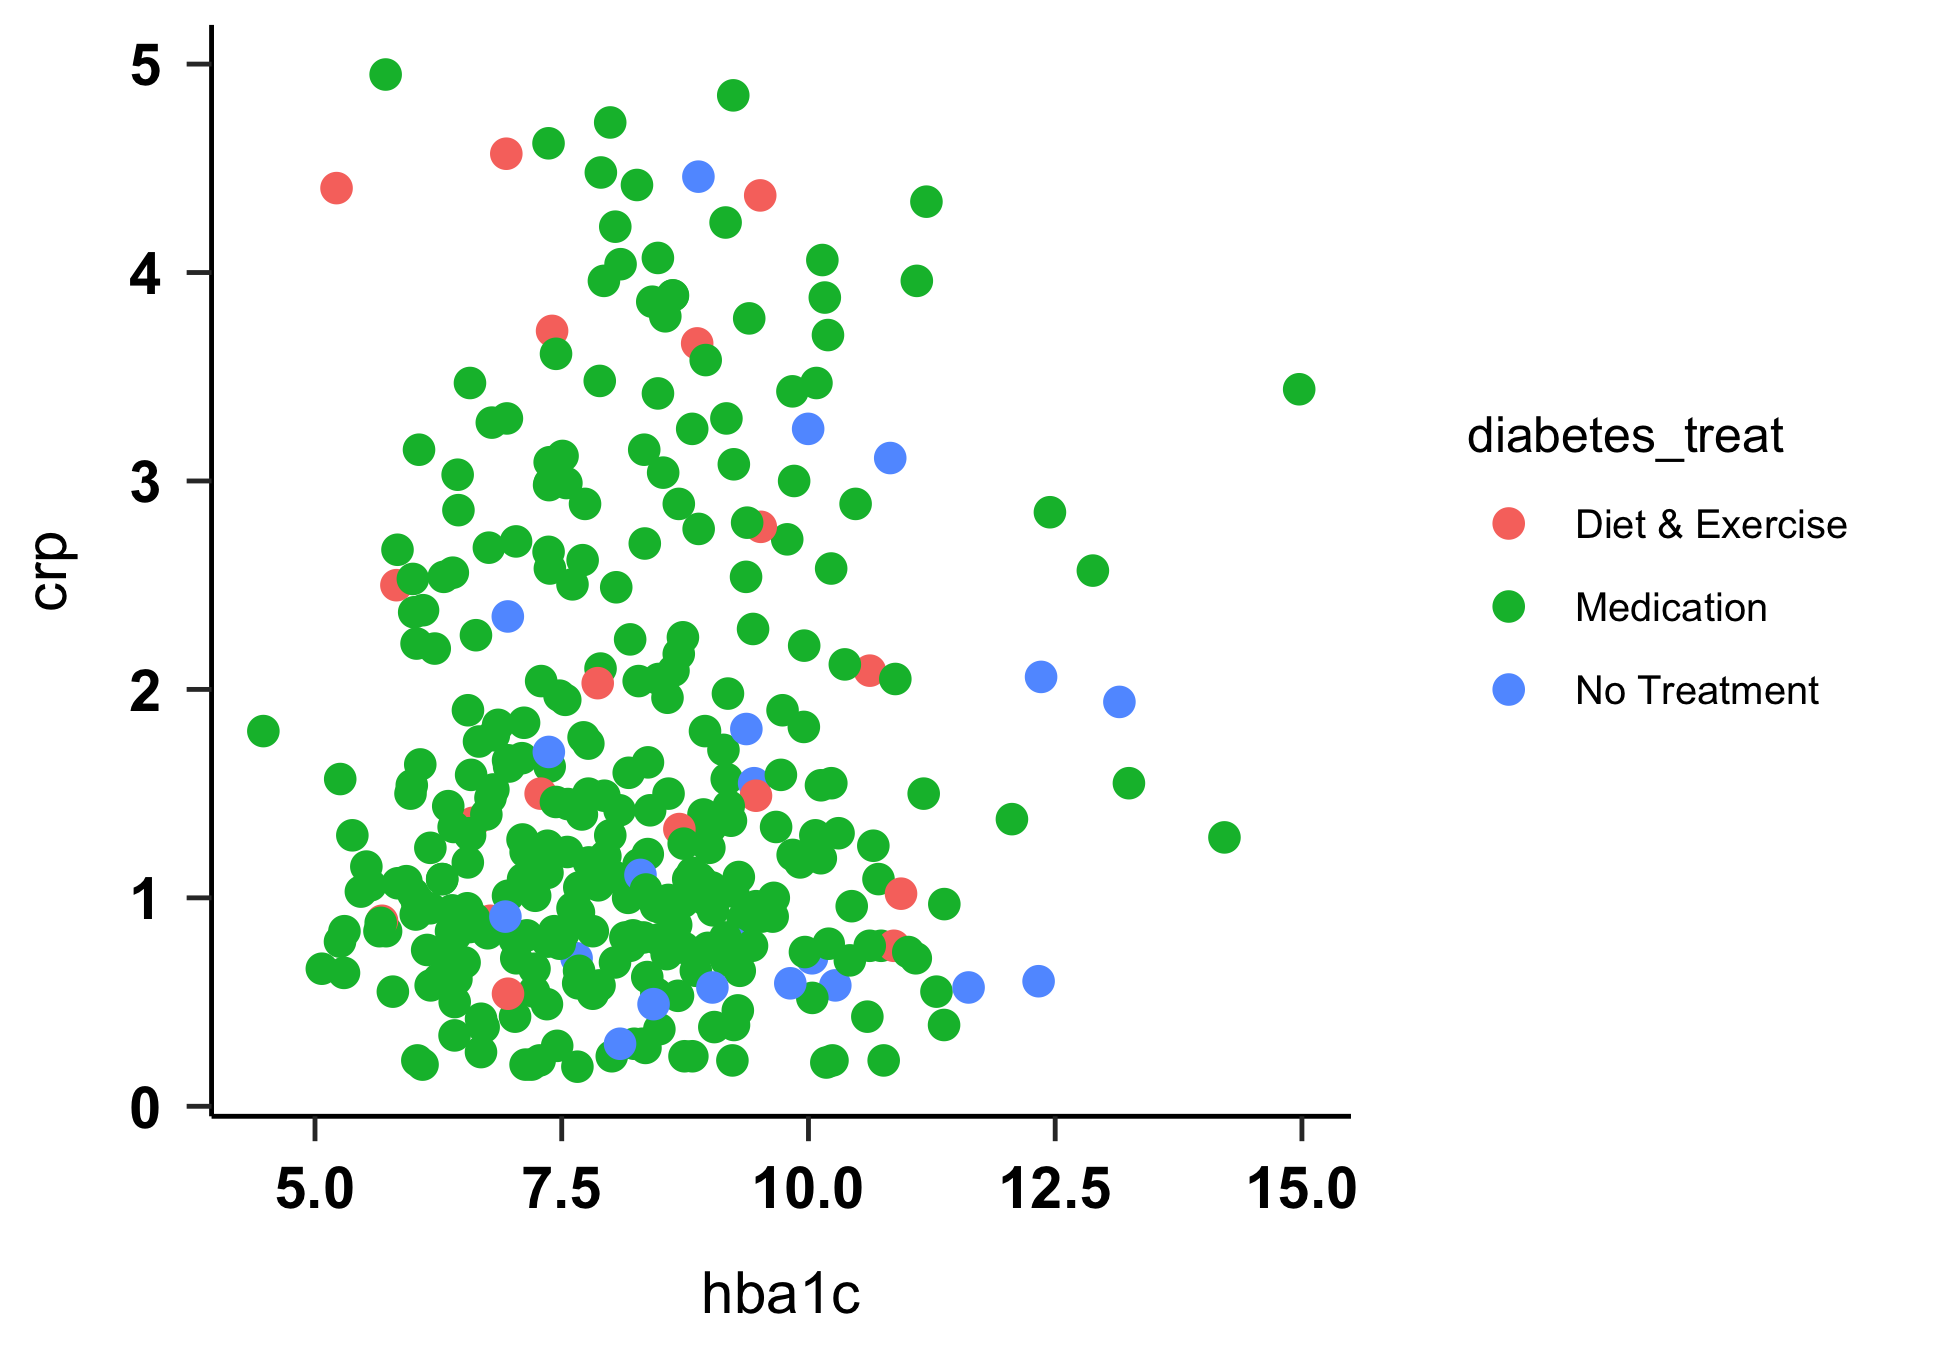 5
4
3
2
1
0
crp
5.0 7.5 10.0 12.5 15.0
hba1c
diabetes_treat
Diet & Exercise
Medication
No Treatment